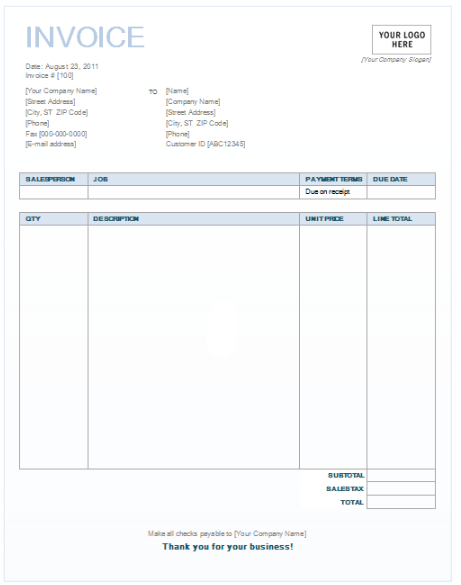 INVOICE
YOUR LOGO
HERE
[Your Company Slogan]
Date: August 23, 2011
Invoice # [100]
[Your Company Name]
[Street Address]
[City, ST ZIP Code]
[Phone]
Fax [000-000-0000]
[E-mail address]
TO
[Name]
[Company Name]
[Street Address]
[City, ST ZIP Code]
[Phone]
Customer ID [ABC12345]
SALESPERSON JOB PAYMENT TERMS DUE DATE
Due on receipt
QTY DESCRIPTION UNIT PRICE LINE TOTAL
SUBTOTAL
SALES TAX
TOTAL
Make all checks payable to [Your Company Name]
Thank you for your business!